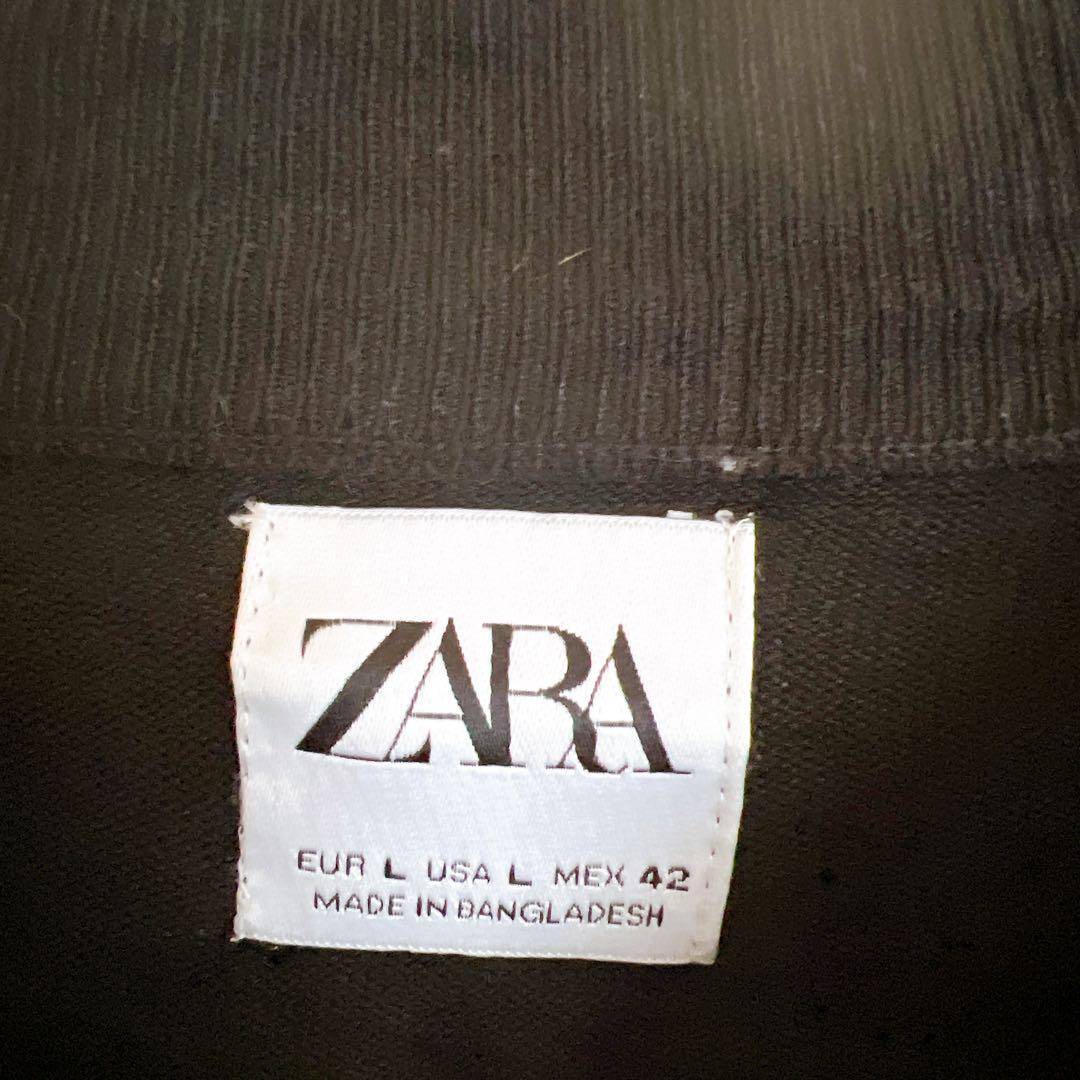 ZARA
EUR L USA L MEX 42
MADE IN BANGLADESH